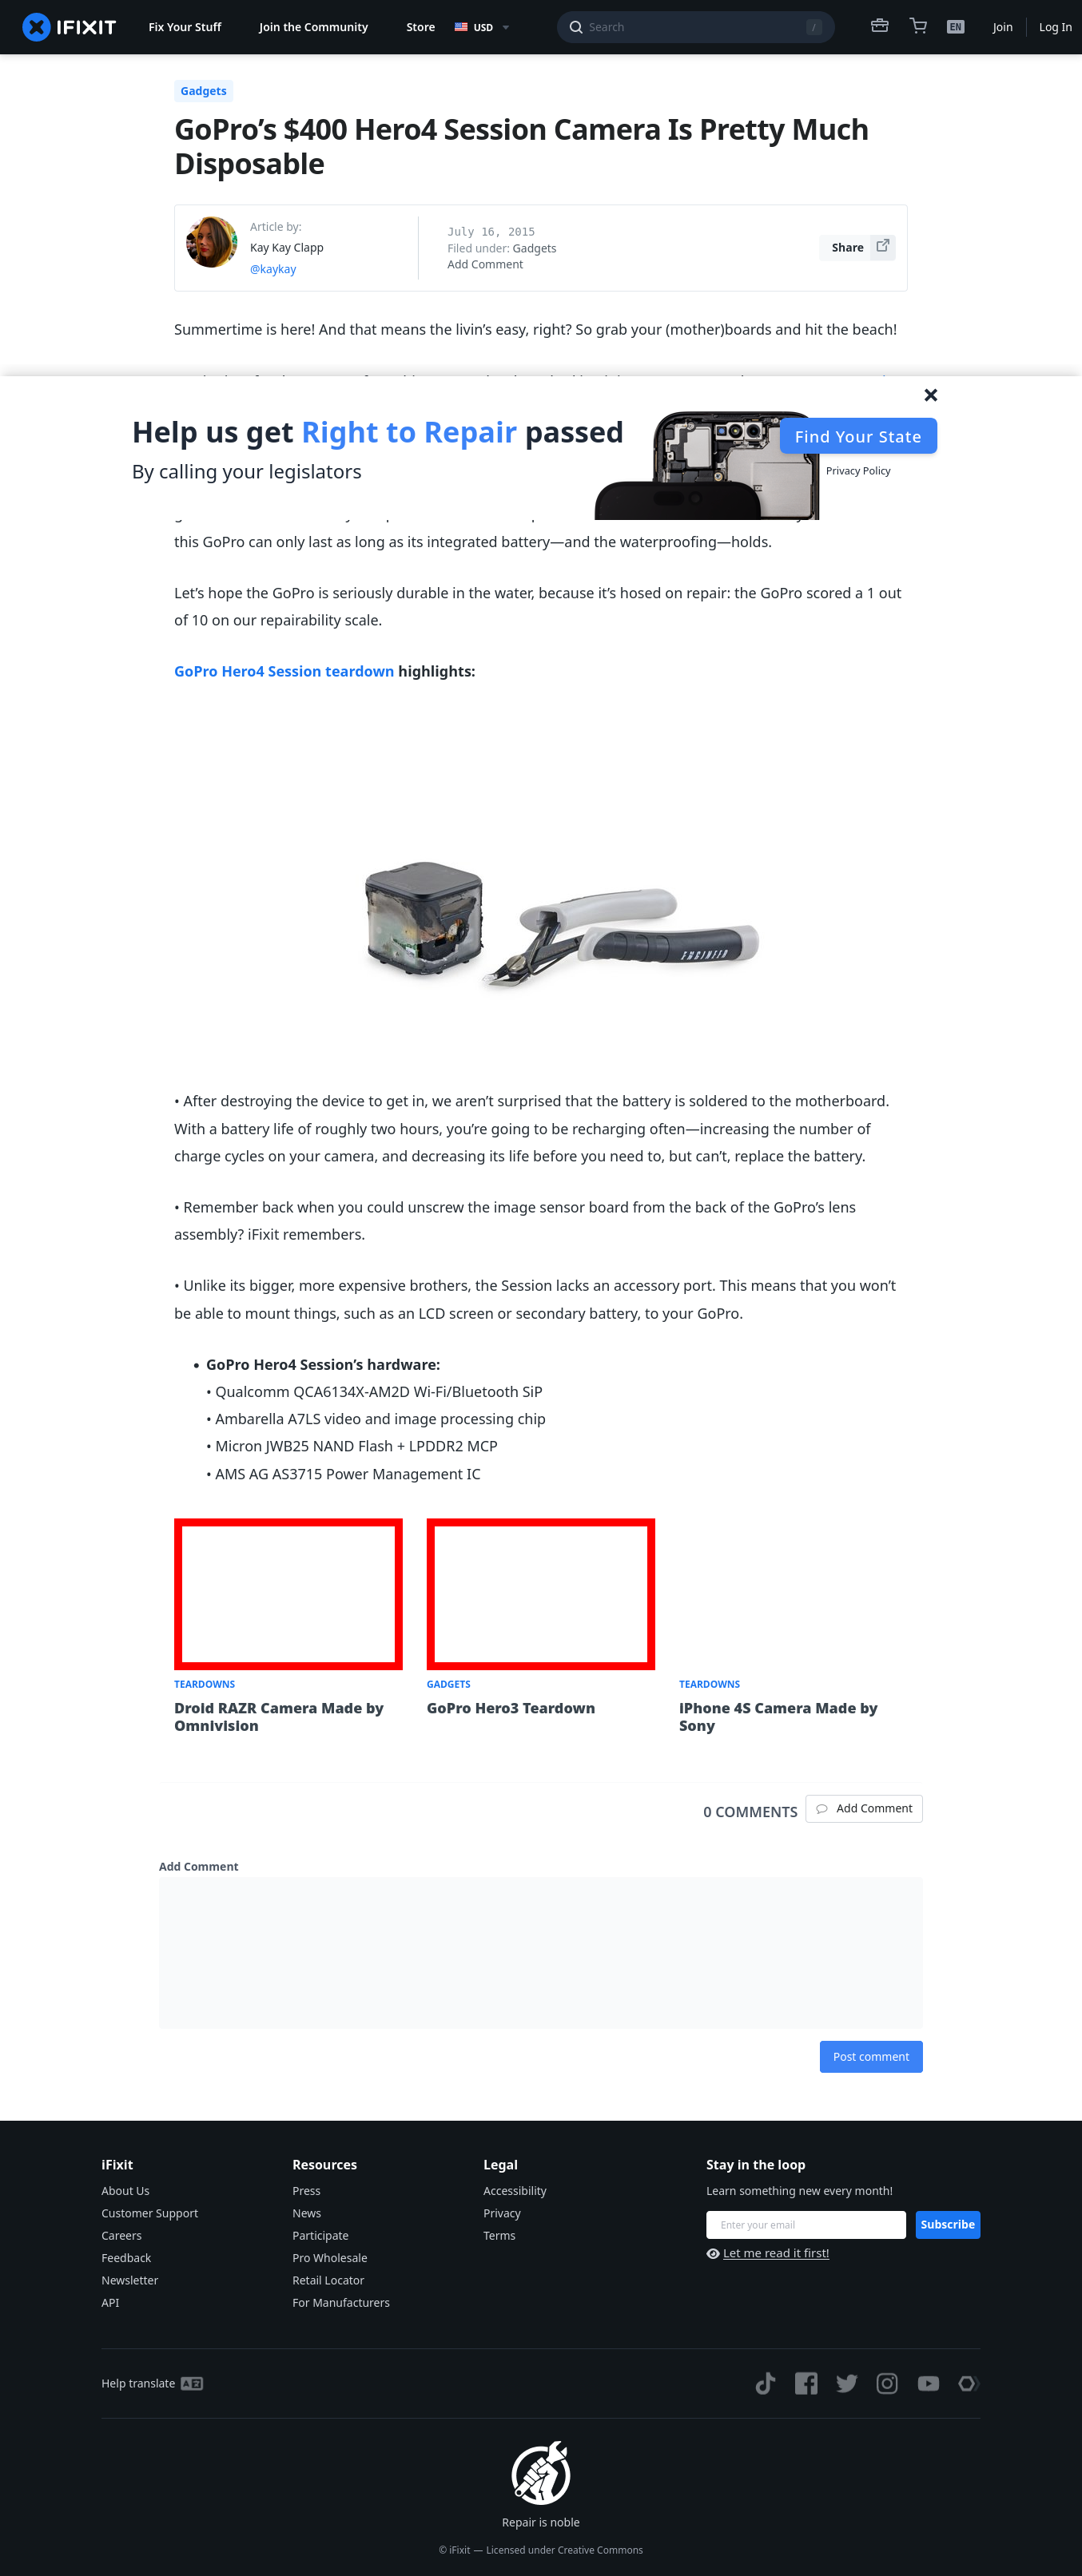 IFIXIT
Fix Your Stuff
Join the Community
Store
USD
Search
/
EN
Join
Log In
Gadgets
GoPro’s $400 Hero4 Session Camera Is Pretty Much
Disposable
Article by:
Kay Kay Clapp
@kaykay
July 16, 2015
Filed under: Gadgets
Add Comment
Share
Summertime is here! And that means the livin’s easy, right? So grab your (mother)boards and hit the beach!
Help us get Right to Repair passed
By calling your legislators
Find Your State
Privacy Policy
this GoPro can only last as long as its integrated battery—and the waterproofing—holds.
Let’s hope the GoPro is seriously durable in the water, because it’s hosed on repair: the GoPro scored a 1 out
of 10 on our repairability scale.
GoPro Hero4 Session teardown highlights:
ENGINEER
• After destroying the device to get in, we aren’t surprised that the battery is soldered to the motherboard.
With a battery life of roughly two hours, you’re going to be recharging often—increasing the number of
charge cycles on your camera, and decreasing its life before you need to, but can’t, replace the battery.
• Remember back when you could unscrew the image sensor board from the back of the GoPro’s lens
assembly? iFixit remembers.
• Unlike its bigger, more expensive brothers, the Session lacks an accessory port. This means that you won’t
be able to mount things, such as an LCD screen or secondary battery, to your GoPro.
• GoPro Hero4 Session’s hardware:
• Qualcomm QCA6134X-AM2D Wi-Fi/Bluetooth SiP
• Ambarella A7LS video and image processing chip
• Micron JWB25 NAND Flash + LPDDR2 MCP
• AMS AG AS3715 Power Management IC
TEARDOWNS
Droid RAZR Camera Made by
Omnivision
GADGETS
GoPro Hero3 Teardown
TEARDOWNS
iPhone 4S Camera Made by
Sony
0 COMMENTS
Add Comment
Add Comment
Post comment
iFixit
About Us
Customer Support
Careers
Feedback
Newsletter
API
Resources
Press
News
Participate
Pro Wholesale
Retail Locator
For Manufacturers
Legal
Accessibility
Privacy
Terms
Stay in the loop
Learn something new every month!
Enter your email
Subscribe
Let me read it first!
Help translate
Repair is noble
© iFixit — Licensed under Creative Commons